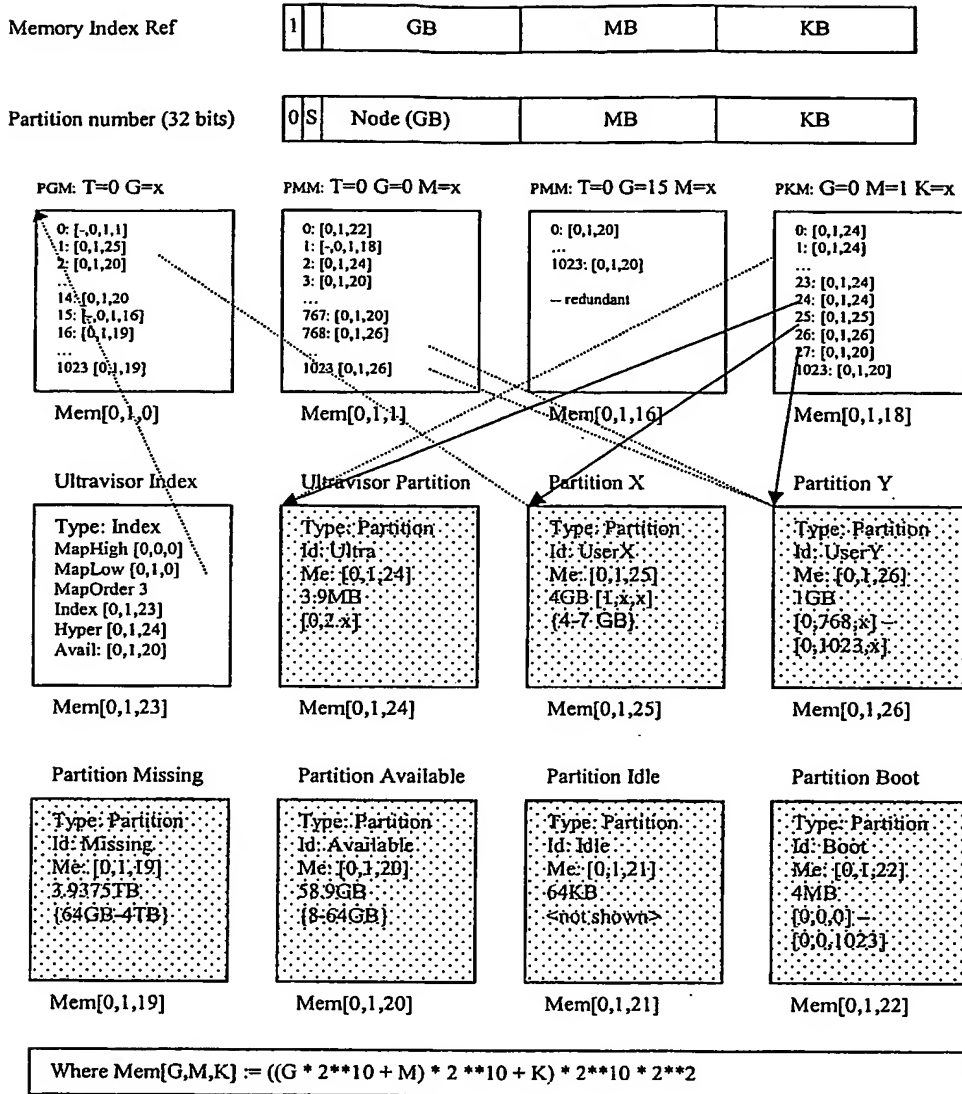 Memory Index Ref
1 GB MB KB
Partition number (32 bits)
0 S Node (GB) MB KB
PGM: T=0 G=x
0: [-,0,1,1]
1: [0,1,25]
2: [0,1,20]
...
14: [0,1,20
15: [-,0,1,16]
16: [0,1,19]
...
1023 [0,1,19]
Mem[0,1,0]
PMM: T=0 G=0 M=x
0: [0,1,22]
1: [-,0,1,18]
2: [0,1,24]
3: [0,1,20]
...
767: [0,1,20]
768: [0,1,26]
...
1023 [0,1,26]
Mem[0,1,1]
PMM: T=0 G=15 M=x
0: [0,1,20]
...
1023: [0,1,20]
– redundant
Mem[0,1,16]
PKM: G=0 M=1 K=x
0: [0,1,24]
1: [0,1,24]
...
23: [0,1,24]
24: [0,1,24]
25: [0,1,25]
26: [0,1,26]
27: [0,1,20]
1023: [0,1,20]
Mem[0,1,18]
Ultravisor Index
Type: Index
MapHigh [0,0,0]
MapLow [0,1,0]
MapOrder 3
Index [0,1,23]
Hyper [0,1,24]
Avail: [0,1,20]
Mem[0,1,23]
Ultravisor Partition
Type: Partition
Id: Ultra
Me: [0,1,24]
3.9MB
[0,2,x]
Mem[0,1,24]
Partition X
Type: Partition
Id: UserX
Me: [0,1,25]
4GB [1,x,x]
{4-7 GB}
Mem[0,1,25]
Partition Y
Type: Partition
Id: UserY
Me: [0,1,26]
1GB
[0,768,x] –
[0,1023,x]
Mem[0,1,26]
Partition Missing
Type: Partition
Id: Missing
Me: [0,1,19]
3.9375TB
{64GB-4TB}
Mem[0,1,19]
Partition Available
Type: Partition
Id: Available
Me: [0,1,20]
58.9GB
{8-64GB}
Mem[0,1,20]
Partition Idle
Type: Partition
Id: Idle
Me: [0,1,21]
64KB
<not shown>
Mem[0,1,21]
Partition Boot
Type: Partition
Id: Boot
Me: [0,1,22]
4MB
[0,0,0] –
[0,0,1023]
Mem[0,1,22]
Where Mem[G,M,K] := ((G * 2**10 + M) * 2 **10 + K) * 2**10 * 2**2